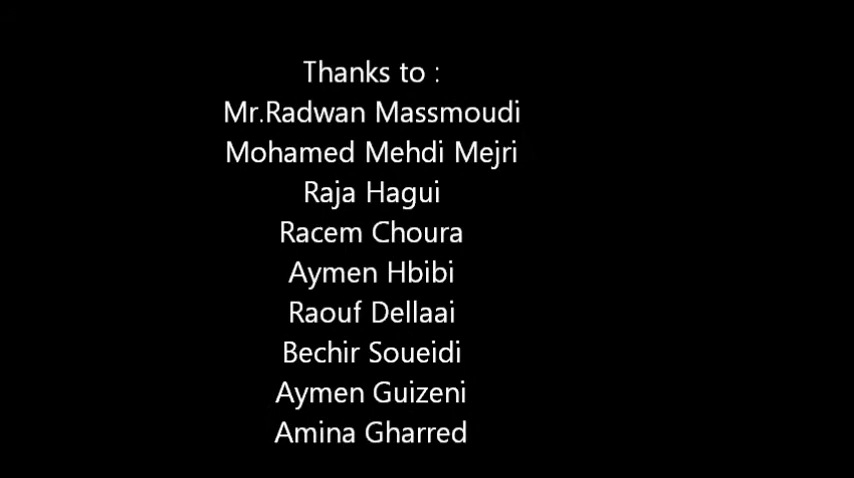 Thanks to :
Mr.Radwan Massmoudi
Mohamed Mehdi Mejri
Raja Hagui
Racem Choura
Aymen Hbibi
Raouf Dellaai
Bechir Soueidi
Aymen Guizeni
Amina Gharred